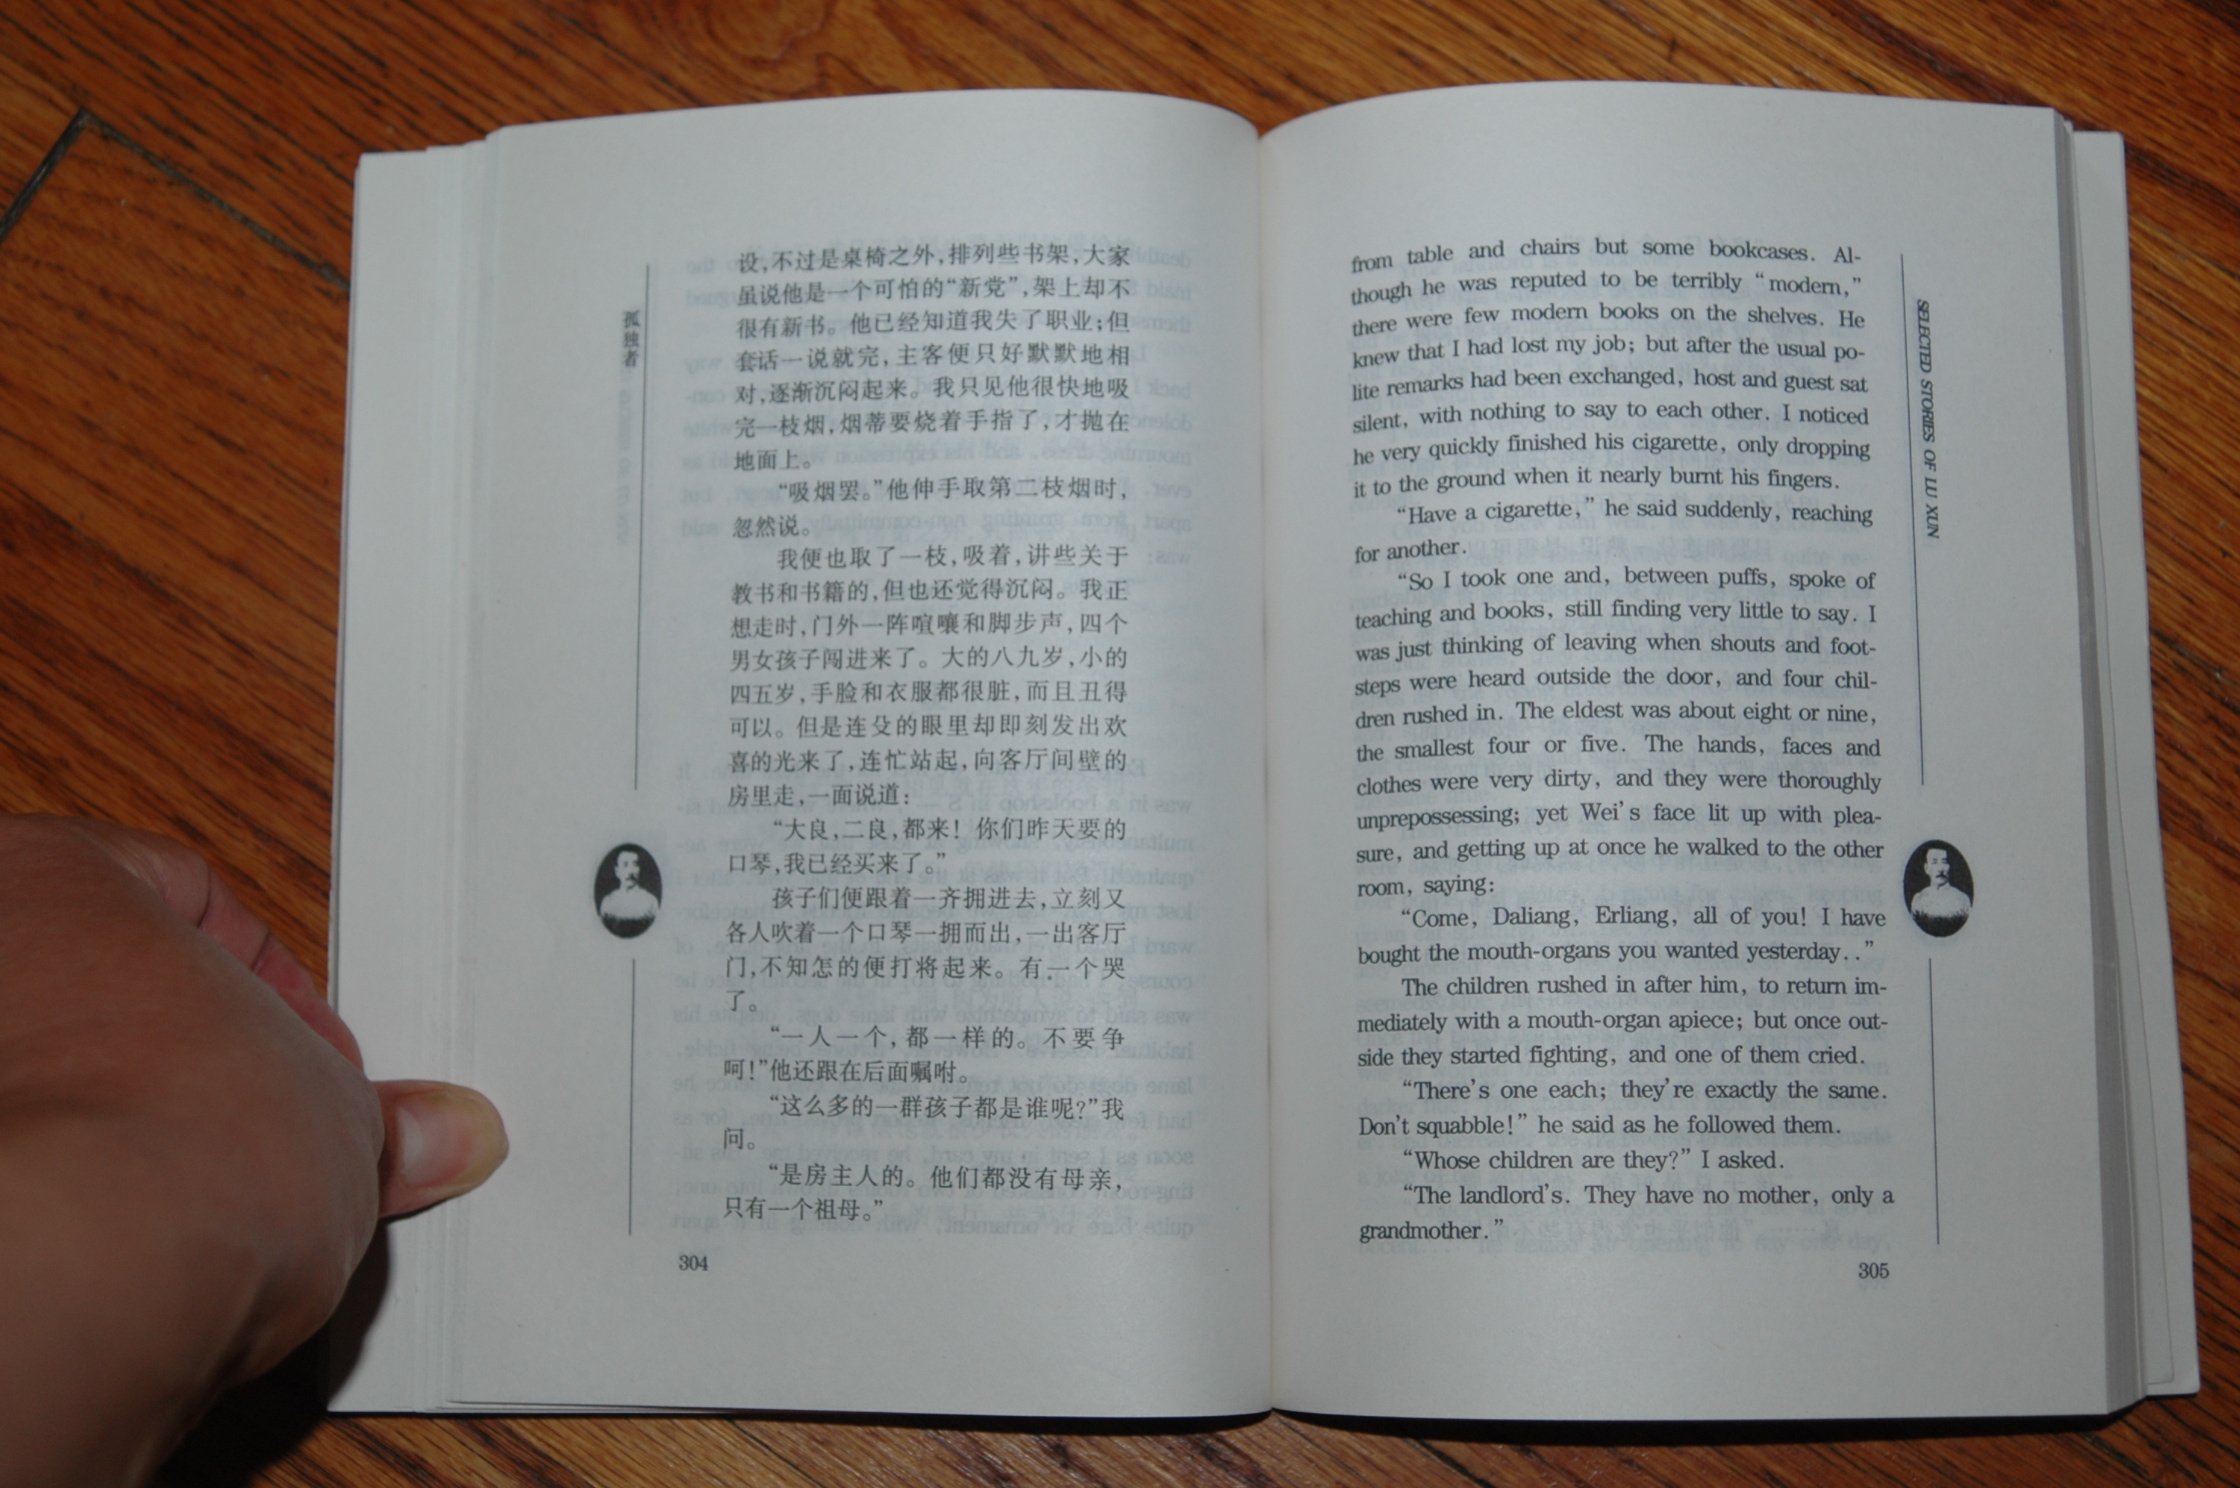 孤独者
设,不过是桌椅之外,排列些书架,大家
虽说他是一个可怕的“新党”,架上却不
很有新书。他已经知道我失了职业;但
套话一说就完,主客便只好默默地相
对,逐渐沉闷起来。我只见他很快地吸
完一枝烟,烟蒂要烧着手指了,才抛在
地面上。
“吸烟罢。”他伸手取第二枝烟时,
忽然说。
我便也取了一枝,吸着,讲些关于
教书和书籍的,但也还觉得沉闷。我正
想走时,门外一阵喧嚷和脚步声,四个
男女孩子闯进来了。大的八九岁,小的
四五岁,手脸和衣服都很脏,而且丑得
可以。但是连殳的眼里却即刻发出欢
喜的光来了,连忙站起,向客厅间壁的
房里走,一面说道:
“大良,二良,都来! 你们昨天要的
口琴,我已经买来了。”
孩子们便跟着一齐拥进去,立刻又
各人吹着一个口琴一拥而出,一出客厅
门,不知怎的便打将起来。有一个哭
了。
“一人一个,都一样的。不要争
呵!”他还跟在后面嘱咐。
“这么多的一群孩子都是谁呢?”我
问。
“是房主人的。他们都没有母亲,
只有一个祖母。”
304
from table and chairs but some bookcases. Al-
though he was reputed to be terribly “modern,”
there were few modern books on the shelves. He
knew that I had lost my job; but after the usual po-
lite remarks had been exchanged, host and guest sat
silent, with nothing to say to each other. I noticed
he very quickly finished his cigarette, only dropping
it to the ground when it nearly burnt his fingers.
“Have a cigarette,” he said suddenly, reaching
for another.
“So I took one and, between puffs, spoke of
teaching and books, still finding very little to say. I
was just thinking of leaving when shouts and foot-
steps were heard outside the door, and four chil-
dren rushed in. The eldest was about eight or nine,
the smallest four or five. The hands, faces and
clothes were very dirty, and they were thoroughly
unprepossessing; yet Wei's face lit up with plea-
sure, and getting up at once he walked to the other
room, saying:
“Come, Daliang, Erliang, all of you! I have
bought the mouth-organs you wanted yesterday..”
The children rushed in after him, to return im-
mediately with a mouth-organ apiece; but once out-
side they started fighting, and one of them cried.
“There's one each; they're exactly the same.
Don't squabble!” he said as he followed them.
“Whose children are they?” I asked.
“The landlord's. They have no mother, only a
grandmother.”
305
SELECTED STORIES OF LU XUN